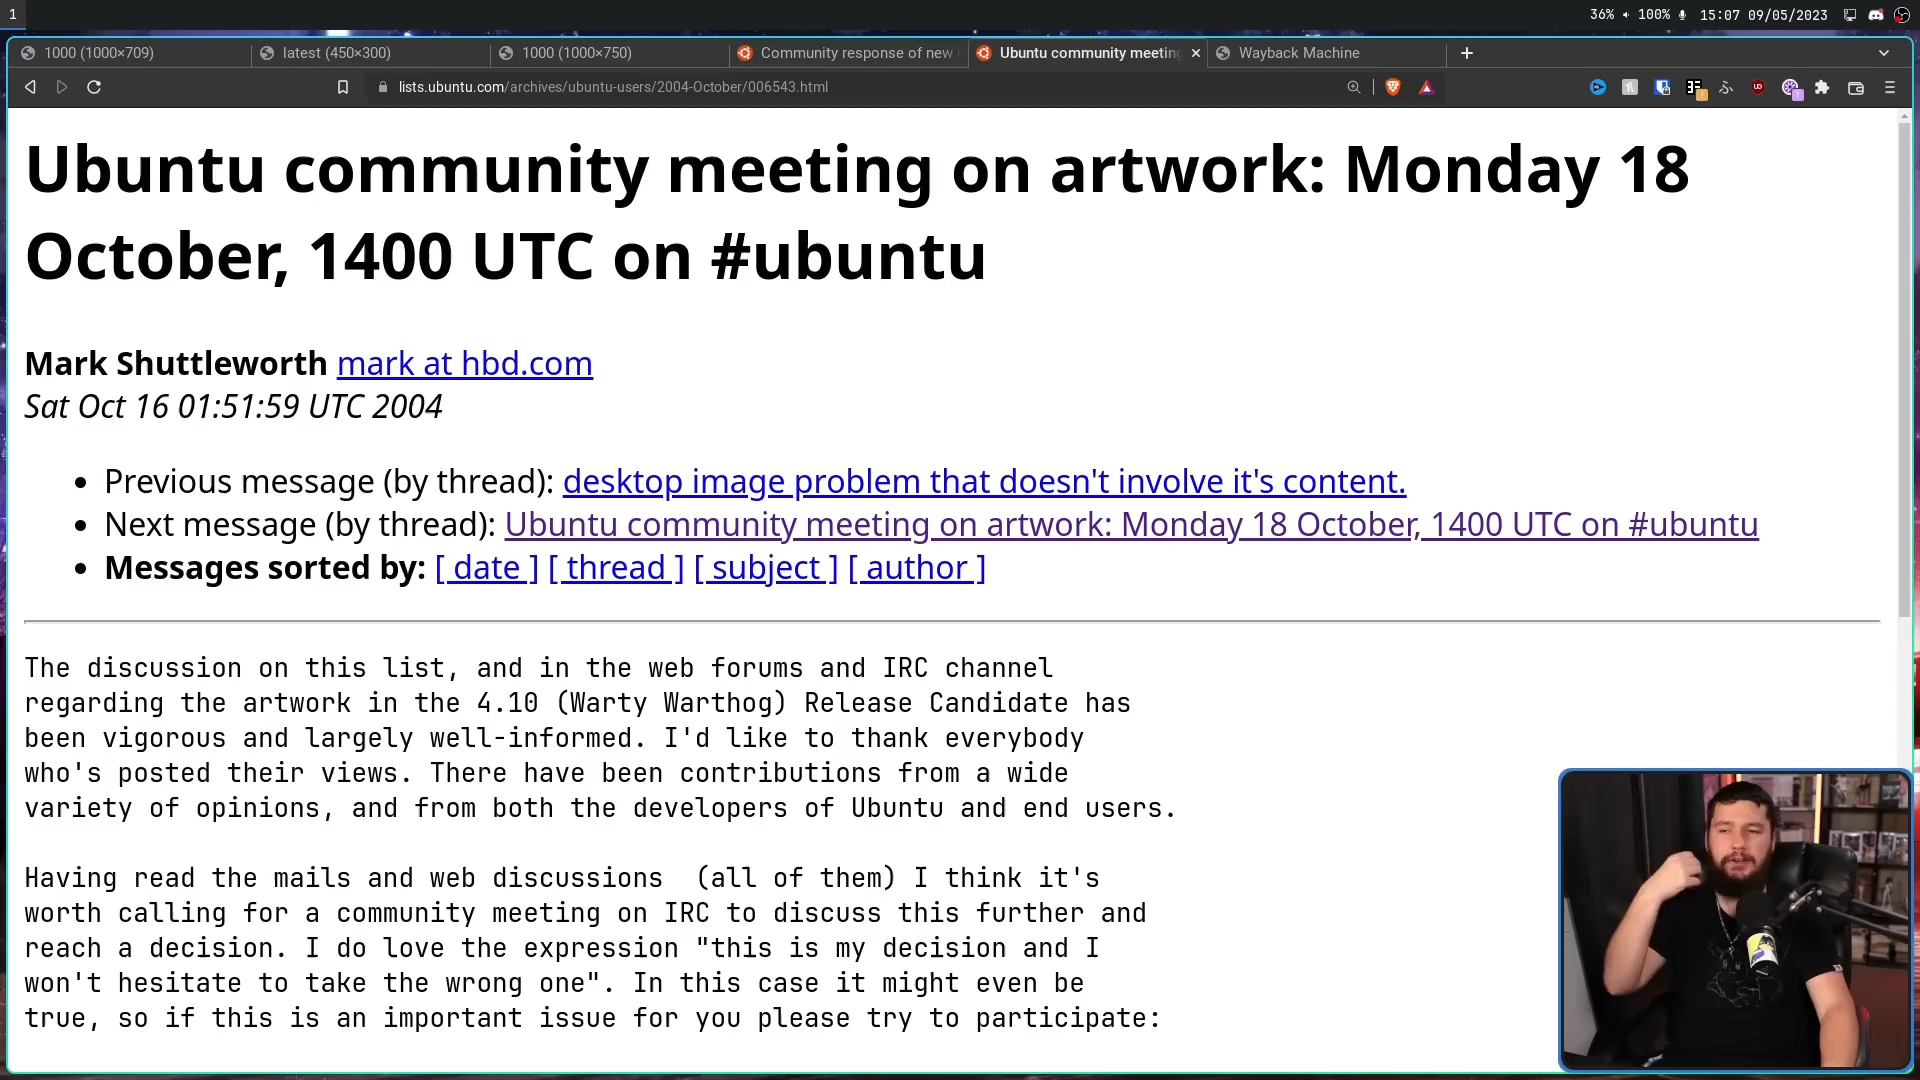 1
36% 100% 15:07 09/05/2023
1000 (1000×709)
latest (450×300)
1000 (1000×750)
Community response of new
Ubuntu community meeting
Wayback Machine
lists.ubuntu.com/archives/ubuntu-users/2004-October/006543.html
Ubuntu community meeting on artwork: Monday 18
October, 1400 UTC on #ubuntu
Mark Shuttleworth mark at hbd.com
Sat Oct 16 01:51:59 UTC 2004
• Previous message (by thread): desktop image problem that doesn't involve it's content.
• Next message (by thread): Ubuntu community meeting on artwork: Monday 18 October, 1400 UTC on #ubuntu
• Messages sorted by: [ date ] [ thread ] [ subject ] [ author ]
The discussion on this list, and in the web forums and IRC channel
regarding the artwork in the 4.10 (Warty Warthog) Release Candidate has
been vigorous and largely well-informed. I'd like to thank everybody
who's posted their views. There have been contributions from a wide
variety of opinions, and from both the developers of Ubuntu and end users.
Having read the mails and web discussions  (all of them) I think it's
worth calling for a community meeting on IRC to discuss this further and
reach a decision. I do love the expression "this is my decision and I
won't hesitate to take the wrong one". In this case it might even be
true, so if this is an important issue for you please try to participate: